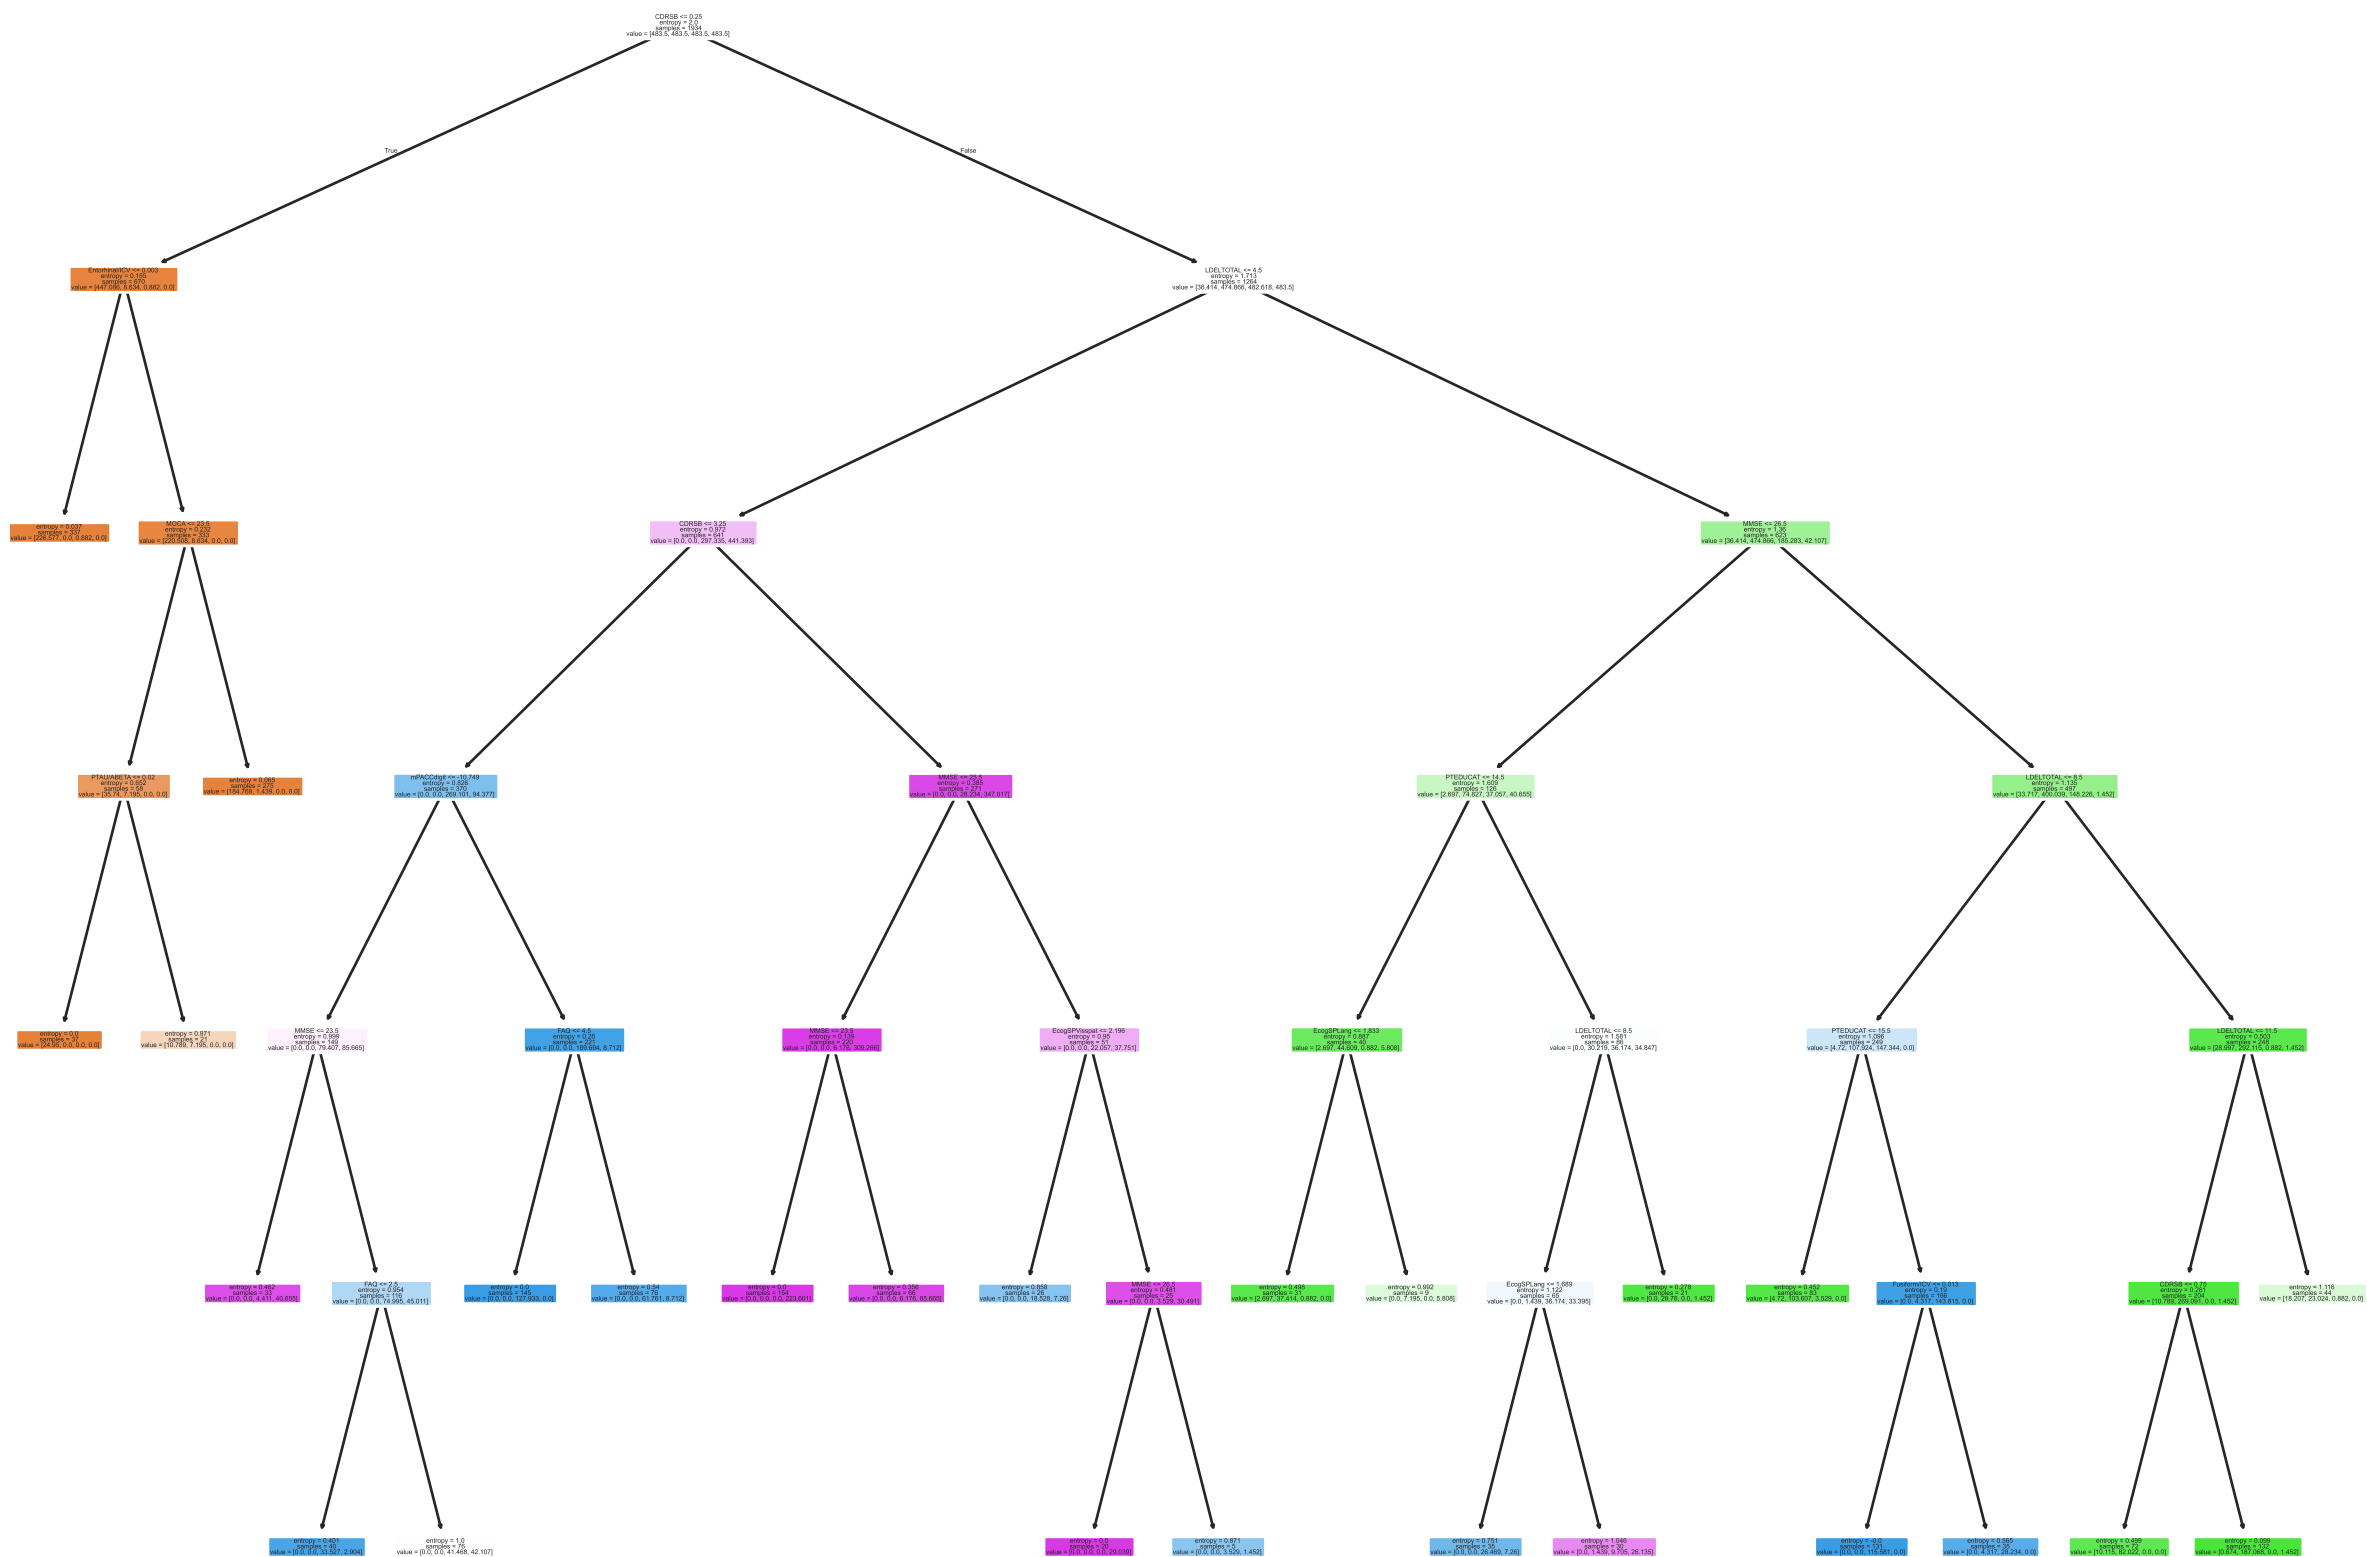 CDRSB <= 0.25
entropy = 2.0
samples = 1934
value = [483.5, 483.5, 483.5, 483.5]
True
False
Entorhinal/ICV <= 0.003
entropy = 0.155
samples = 670
value = [447.086, 8.634, 0.882, 0.0]
LDELTOTAL <= 4.5
entropy = 1.713
samples = 1264
value = [36.414, 474.866, 482.618, 483.5]
entropy = 0.037
samples = 337
value = [226.577, 0.0, 0.882, 0.0]
MOCA <= 23.5
entropy = 0.232
samples = 333
value = [220.508, 8.634, 0.0, 0.0]
CDRSB <= 3.25
entropy = 0.972
samples = 641
value = [0.0, 0.0, 297.335, 441.393]
MMSE <= 26.5
entropy = 1.36
samples = 623
value = [36.414, 474.866, 185.283, 42.107]
PTAU/ABETA <= 0.02
entropy = 0.652
samples = 58
value = [35.74, 7.195, 0.0, 0.0]
entropy = 0.065
samples = 275
value = [184.768, 1.439, 0.0, 0.0]
mPACCdigit <= -10.749
entropy = 0.826
samples = 370
value = [0.0, 0.0, 269.101, 94.377]
MMSE <= 25.5
entropy = 0.385
samples = 271
value = [0.0, 0.0, 28.234, 347.017]
PTEDUCAT <= 14.5
entropy = 1.609
samples = 126
value = [2.697, 74.827, 37.057, 40.655]
LDELTOTAL <= 8.5
entropy = 1.135
samples = 497
value = [33.717, 400.039, 148.226, 1.452]
entropy = 0.0
samples = 37
value = [24.95, 0.0, 0.0, 0.0]
entropy = 0.971
samples = 21
value = [10.789, 7.195, 0.0, 0.0]
MMSE <= 23.5
entropy = 0.999
samples = 149
value = [0.0, 0.0, 79.407, 85.665]
FAQ <= 4.5
entropy = 0.26
samples = 221
value = [0.0, 0.0, 189.694, 8.712]
MMSE <= 23.5
entropy = 0.139
samples = 220
value = [0.0, 0.0, 6.176, 309.266]
EcogSPVisspat <= 2.196
entropy = 0.95
samples = 51
value = [0.0, 0.0, 22.057, 37.751]
EcogSPLang <= 1.833
entropy = 0.887
samples = 40
value = [2.697, 44.609, 0.882, 5.808]
LDELTOTAL <= 8.5
entropy = 1.581
samples = 86
value = [0.0, 30.219, 36.174, 34.847]
PTEDUCAT <= 15.5
entropy = 1.096
samples = 249
value = [4.72, 107.924, 147.344, 0.0]
LDELTOTAL <= 11.5
entropy = 0.503
samples = 248
value = [28.997, 292.115, 0.882, 1.452]
entropy = 0.462
samples = 33
value = [0.0, 0.0, 4.411, 40.655]
FAQ <= 2.5
entropy = 0.954
samples = 116
value = [0.0, 0.0, 74.995, 45.011]
entropy = 0.0
samples = 145
value = [0.0, 0.0, 127.933, 0.0]
entropy = 0.54
samples = 76
value = [0.0, 0.0, 61.761, 8.712]
entropy = 0.0
samples = 154
value = [0.0, 0.0, 0.0, 223.601]
entropy = 0.356
samples = 66
value = [0.0, 0.0, 6.176, 85.665]
entropy = 0.858
samples = 26
value = [0.0, 0.0, 18.528, 7.26]
MMSE <= 26.5
entropy = 0.481
samples = 25
value = [0.0, 0.0, 3.529, 30.491]
entropy = 0.498
samples = 31
value = [2.697, 37.414, 0.882, 0.0]
entropy = 0.992
samples = 9
value = [0.0, 7.195, 0.0, 5.808]
EcogSPLang <= 1.689
entropy = 1.122
samples = 65
value = [0.0, 1.439, 36.174, 33.395]
entropy = 0.278
samples = 21
value = [0.0, 28.78, 0.0, 1.452]
entropy = 0.452
samples = 83
value = [4.72, 103.607, 3.529, 0.0]
Fusiform/ICV <= 0.013
entropy = 0.19
samples = 166
value = [0.0, 4.317, 143.815, 0.0]
CDRSB <= 0.75
entropy = 0.281
samples = 204
value = [10.789, 269.091, 0.0, 1.452]
entropy = 1.116
samples = 44
value = [18.207, 23.024, 0.882, 0.0]
entropy = 0.401
samples = 40
value = [0.0, 0.0, 33.527, 2.904]
entropy = 1.0
samples = 76
value = [0.0, 0.0, 41.468, 42.107]
entropy = 0.0
samples = 20
value = [0.0, 0.0, 0.0, 29.039]
entropy = 0.871
samples = 5
value = [0.0, 0.0, 3.529, 1.452]
entropy = 0.751
samples = 35
value = [0.0, 0.0, 26.469, 7.26]
entropy = 1.046
samples = 30
value = [0.0, 1.439, 9.705, 26.135]
entropy = -0.0
samples = 131
value = [0.0, 0.0, 115.581, 0.0]
entropy = 0.565
samples = 35
value = [0.0, 4.317, 28.234, 0.0]
entropy = 0.499
samples = 72
value = [10.115, 82.022, 0.0, 0.0]
entropy = 0.099
samples = 132
value = [0.674, 187.068, 0.0, 1.452]